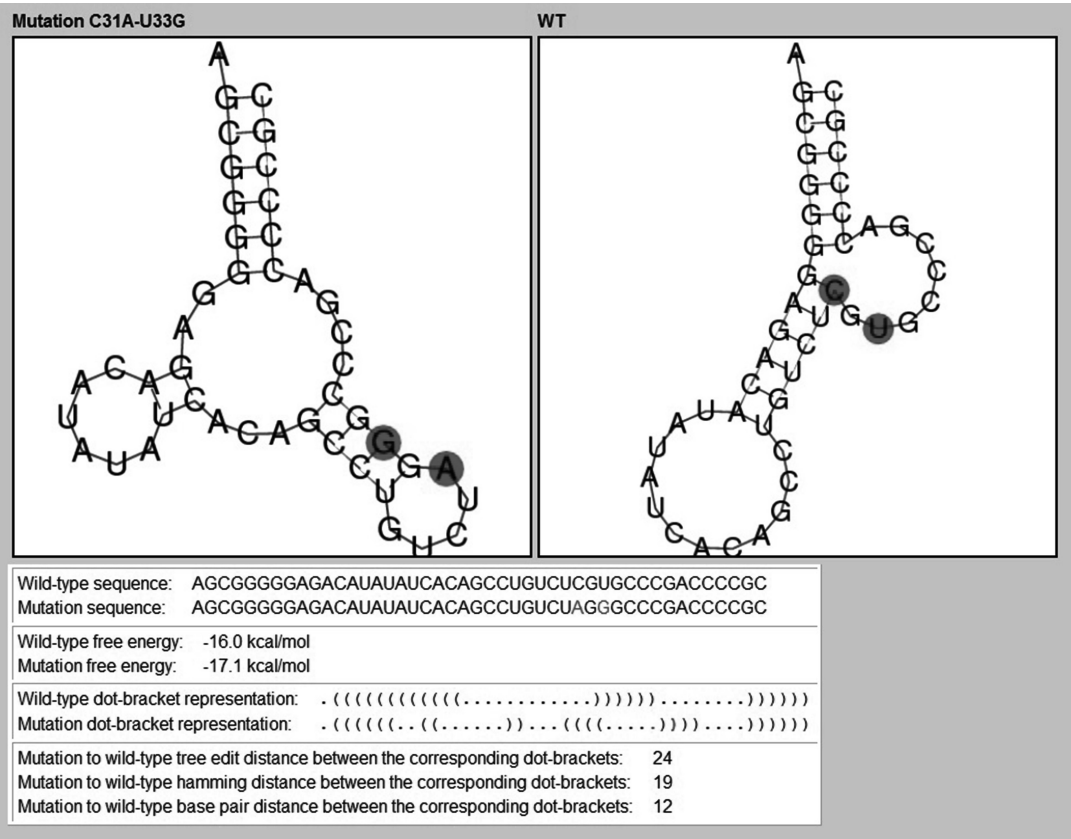 Mutation C31A-U33G
WT
Wild-type sequence: AGCGGGGGAGACAUAUAUCACAGCCUGUCUCGUGCCCGACCCCGC
Mutation sequence: AGCGGGGGAGACAUAUAUCACAGCCUGUCUAGGGCCCGACCCCGC
Wild-type free energy: -16.0 kcal/mol
Mutation free energy: -17.1 kcal/mol
Wild-type dot-bracket representation: .((((((((((((............))))))........))))))
Mutation dot-bracket representation: .((((((..((......))...((((.....))))....))))))
Mutation to wild-type tree edit distance between the corresponding dot-brackets: 24
Mutation to wild-type hamming distance between the corresponding dot-brackets: 19
Mutation to wild-type base pair distance between the corresponding dot-brackets: 12